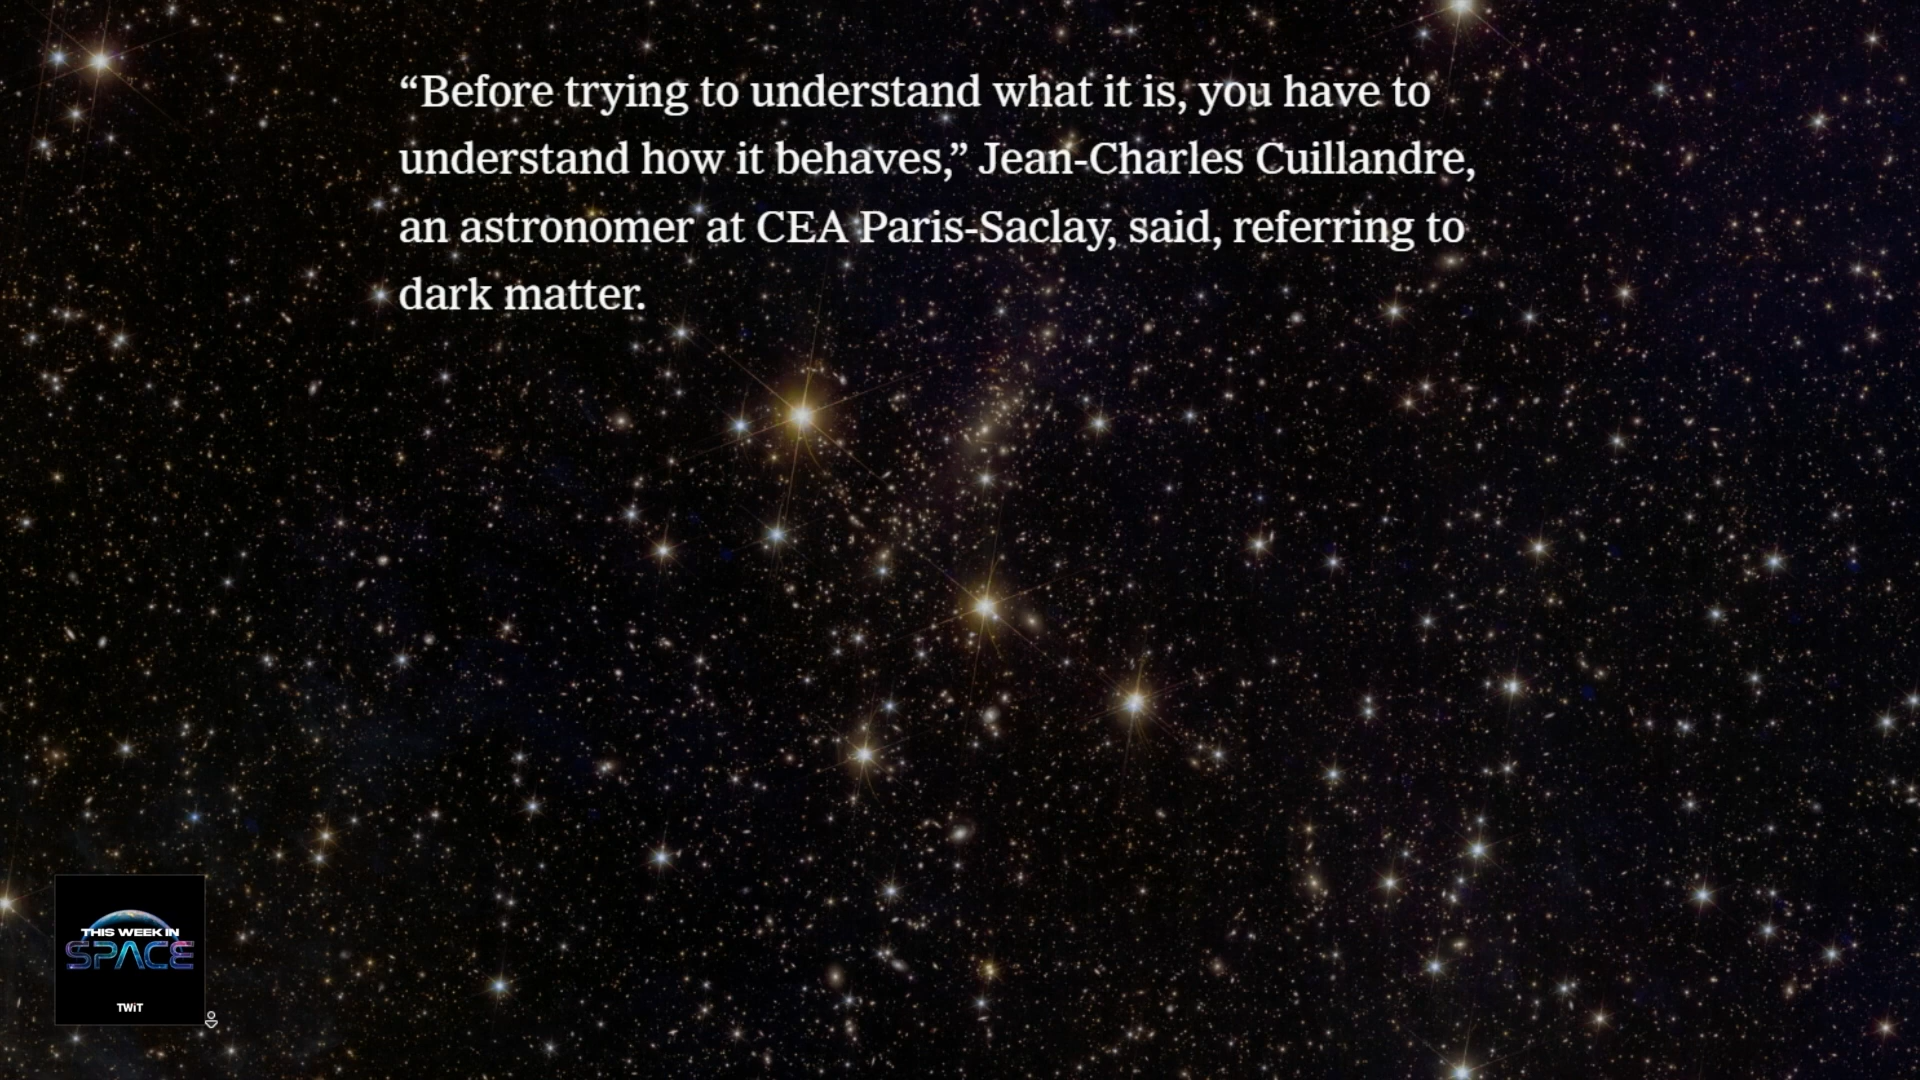 “Before trying to understand what it is, you have to
understand how it behaves,” Jean-Charles Cuillandre,
an astronomer at CEA Paris-Saclay, said, referring to
dark matter.
THIS WEEK IN
SPACE
TWiT